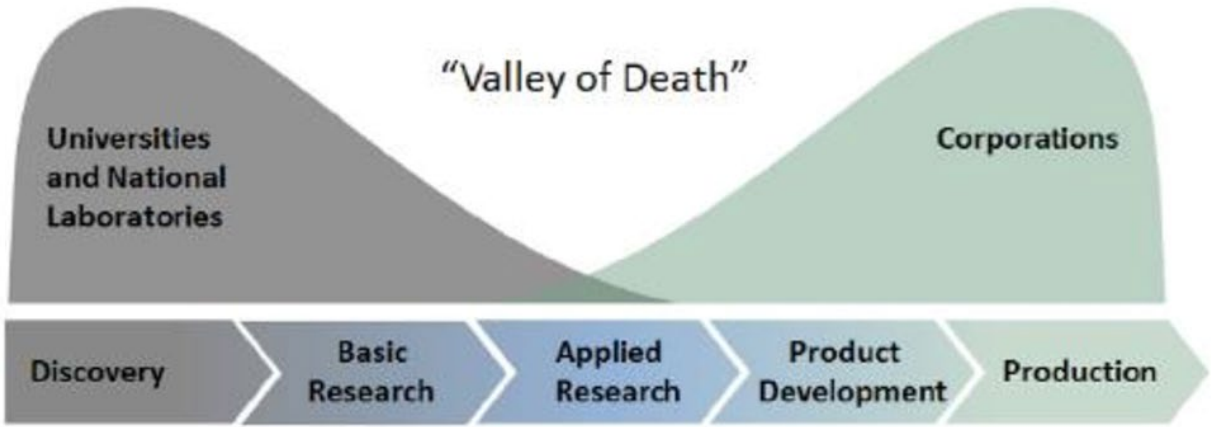 “Valley of Death”
Universities
and National
Laboratories
Corporations
Discovery
Basic
Research
Applied
Research
Product
Development
Production